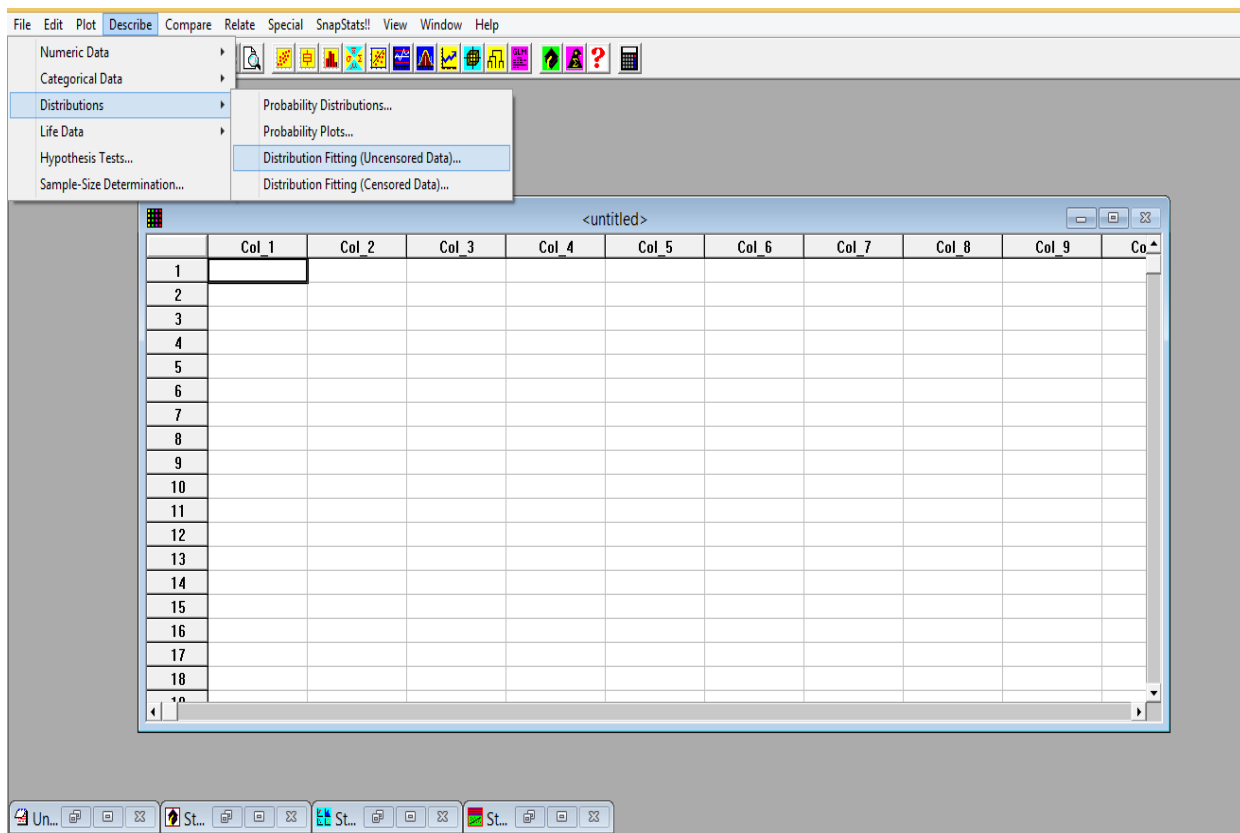 File Edit Plot Describe Compare Relate Special SnapStats!! View Window Help
Numeric Data
Categorical Data
Distributions
Life Data
Hypothesis Tests...
Sample-Size Determination...
Probability Distributions...
Probability Plots...
Distribution Fitting (Uncensored Data)...
Distribution Fitting (Censored Data)...
GLM
?
<untitled>
Col_1 Col_2 Col_3 Col_4 Col_5 Col_6 Col_7 Col_8 Col_9 Co
1
2
3
4
5
6
7
8
9
10
11
12
13
14
15
16
17
18
19
Un... St... St... St...